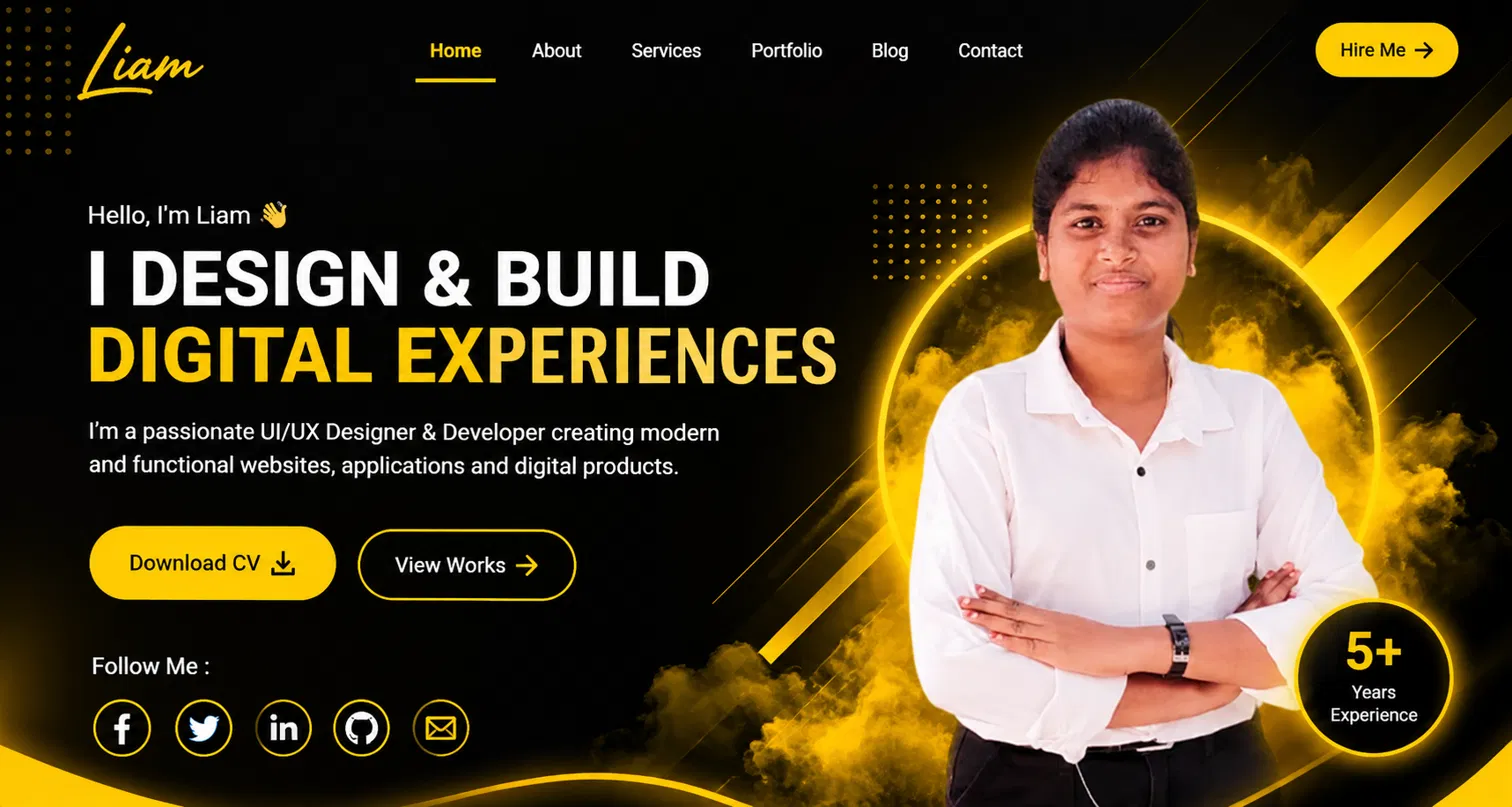 Liam
Home About Services Portfolio Blog Contact
Hire Me →
Hello, I'm Liam 👋
I DESIGN & BUILD
DIGITAL EXPERIENCES
I'm a passionate UI/UX Designer & Developer creating modern
and functional websites, applications and digital products.
Download CV
View Works →
Follow Me :
f
in
5+
Years
Experience